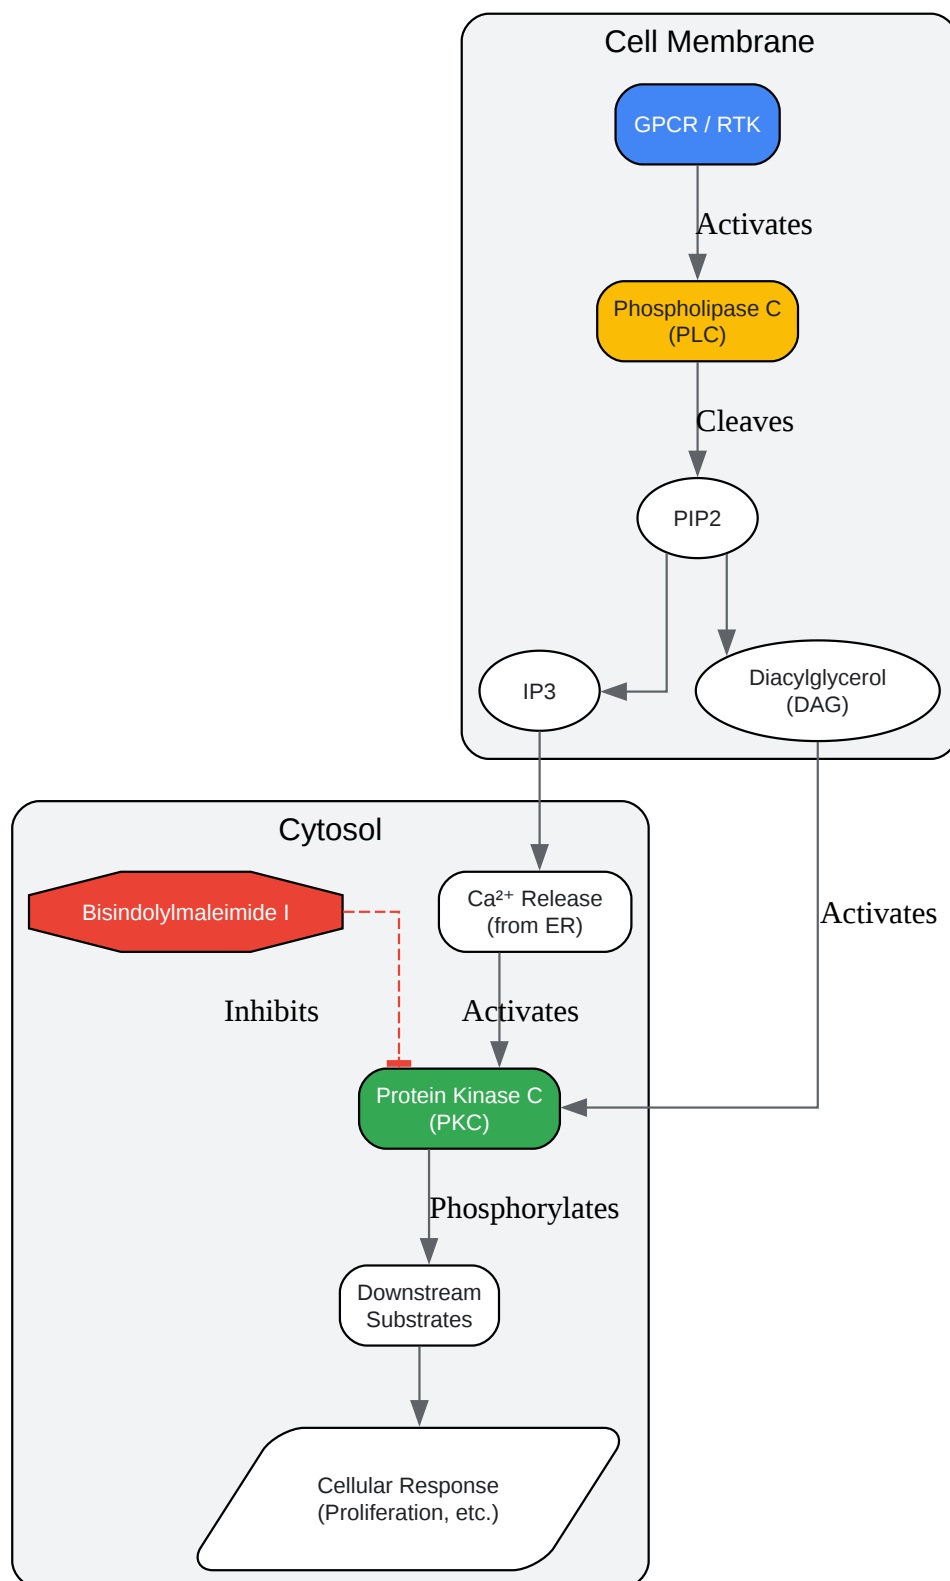 Cell Membrane
GPCR / RTK
Activates
Phospholipase C
(PLC)
Cleaves
PIP2
IP3
Diacylglycerol
(DAG)
Cytosol
Bisindolylmaleimide I
Ca²⁺ Release
(from ER)
Activates
Inhibits
Activates
Protein Kinase C
(PKC)
Phosphorylates
Downstream
Substrates
Cellular Response
(Proliferation, etc.)